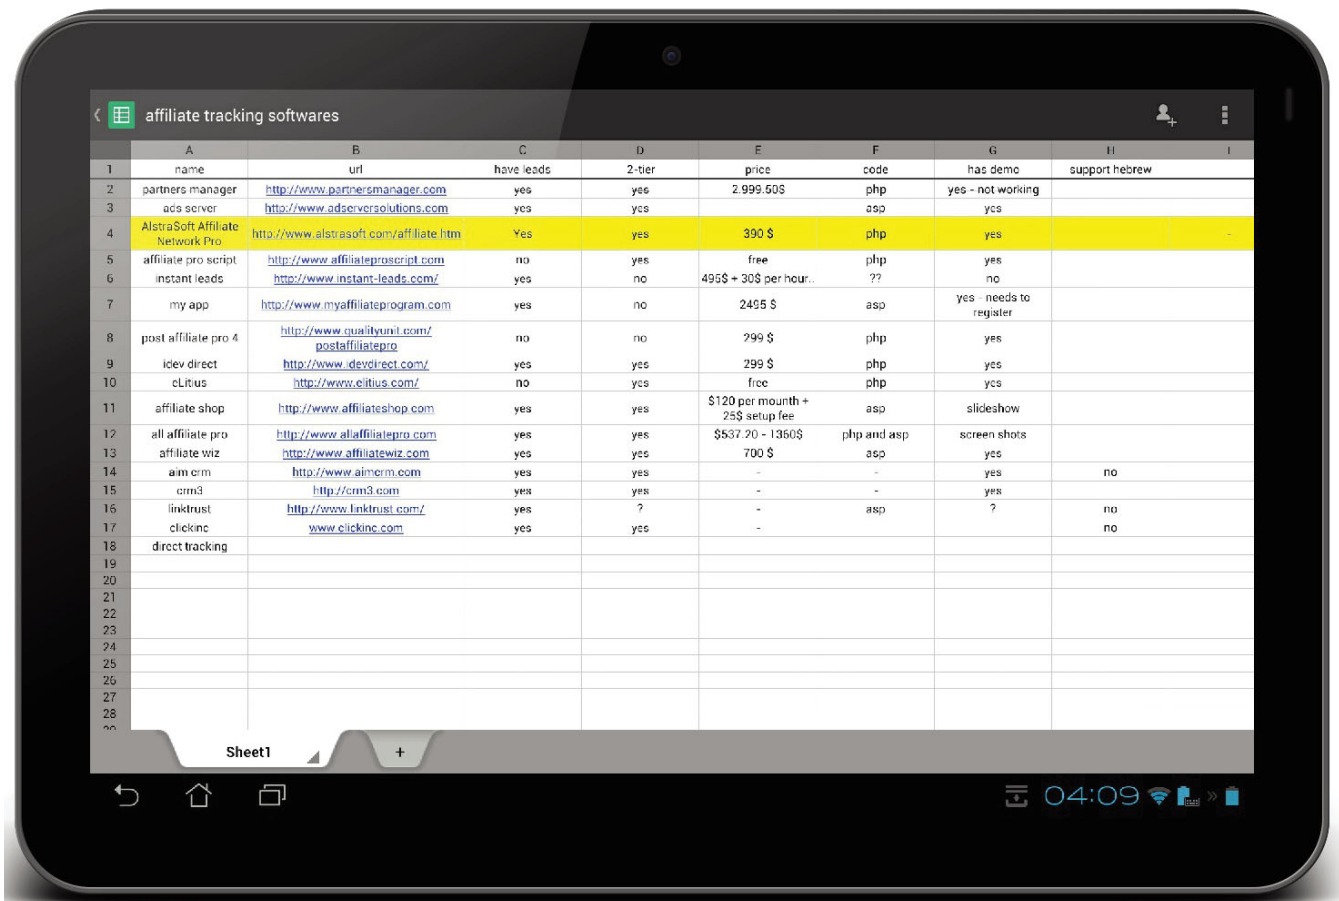 affiliate tracking softwares
A B C D E F G H I
1 name url have leads 2-tier price code has demo support hebrew
2 partners manager http://www.partnersmanager.com yes yes 2.999.50$ php yes - not working
3 ads server http://www.adserversolutions.com yes yes asp yes
4 AlstraSoft Affiliate Network Pro http://www.alstrasoft.com/affiliate.htm Yes yes 390 $ php yes -
5 affiliate pro script http://www.affiliateproscript.com no yes free php yes
6 instant leads http://www.instant-leads.com/ yes no 495$ + 30$ per hour.. ?? no
7 my app http://www.myaffiliateprogram.com yes no 2495 $ asp yes - needs to register
8 post affiliate pro 4 http://www.qualityunit.com/postaffiliatepro no no 299 $ php yes
9 idev direct http://www.idevdirect.com/ yes yes 299 $ php yes
10 eLitius http://www.elitius.com/ no yes free php yes
11 affiliate shop http://www.affiliateshop.com yes yes $120 per mounth + 25$ setup fee asp slideshow
12 all affiliate pro http://www.allaffiliatepro.com yes yes $537.20 - 1360$ php and asp screen shots
13 affiliate wiz http://www.affiliatewiz.com yes yes 700 $ asp yes
14 aim crm http://www.aimcrm.com yes yes - - yes no
15 crm3 http://crm3.com yes yes - - yes
16 linktrust http://www.linktrust.com/ yes ? - asp ? no
17 clickinc www.clickinc.com yes yes - no
18 direct tracking
19
20
21
22
23
24
25
26
27
28
Sheet1 +
04:09